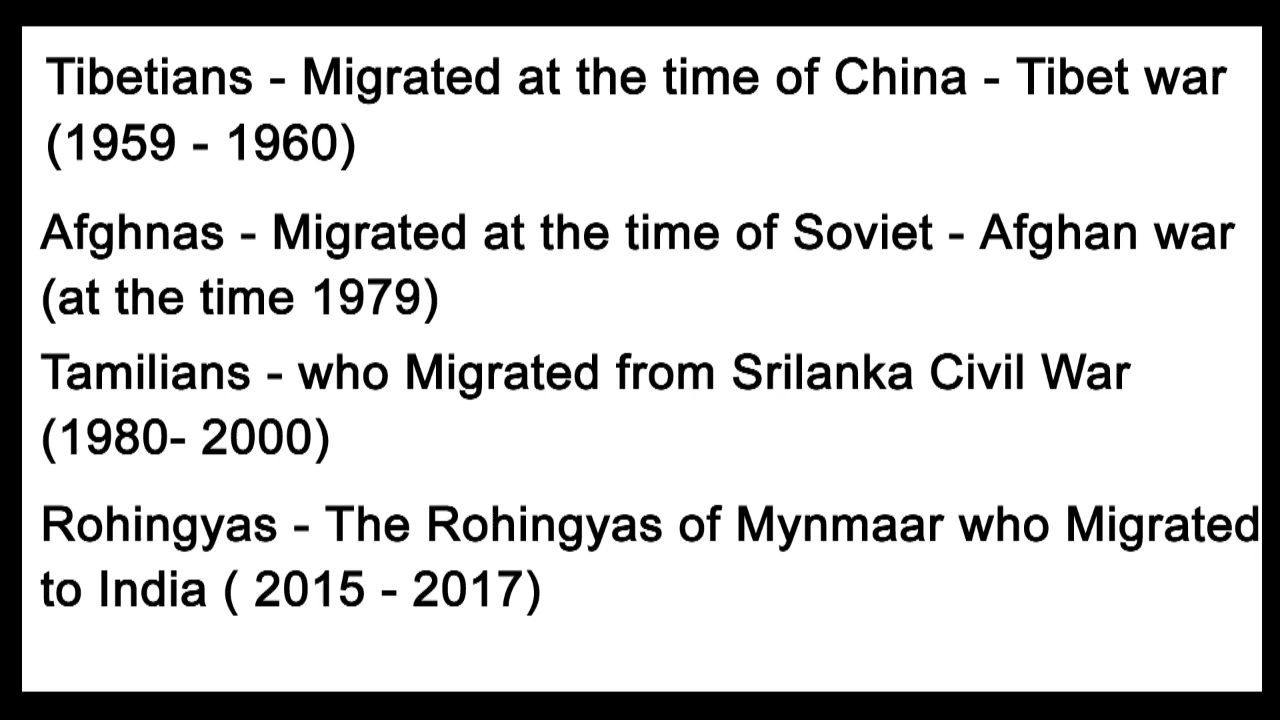 Tibetians - Migrated at the time of China - Tibet war
(1959 - 1960)
Afghnas - Migrated at the time of Soviet - Afghan war
(at the time 1979)
Tamilians - who Migrated from Srilanka Civil War
(1980- 2000)
Rohingyas - The Rohingyas of Mynmaar who Migrated
to India ( 2015 - 2017)